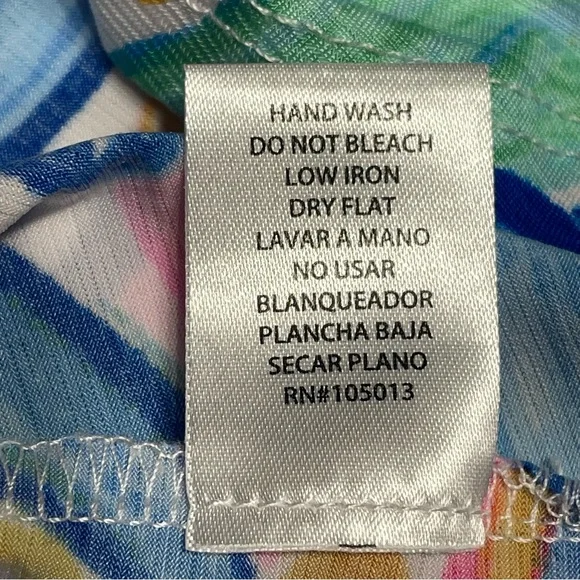 HAND WASH
DO NOT BLEACH
LOW IRON
DRY FLAT
LAVAR A MANO
NO USAR
BLANQUEADOR
PLANCHA BAJA
SECAR PLANO
RN#105013